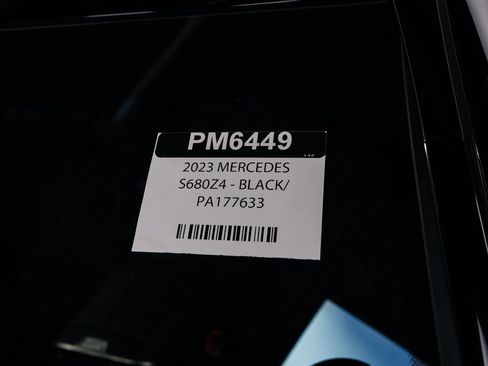 PM6449
2023 MERCEDES
S680Z4 - BLACK/
PA177633